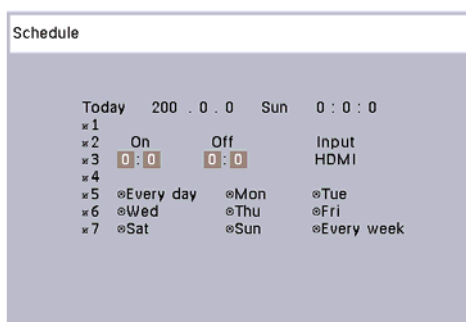 Schedule
Today 200 . 0 . 0 Sun 0 : 0 : 0
1
2 On Off Input
3 0 : 0 0 : 0 HDMI
4
5 Every day Mon Tue
6 Wed Thu Fri
7 Sat Sun Every week